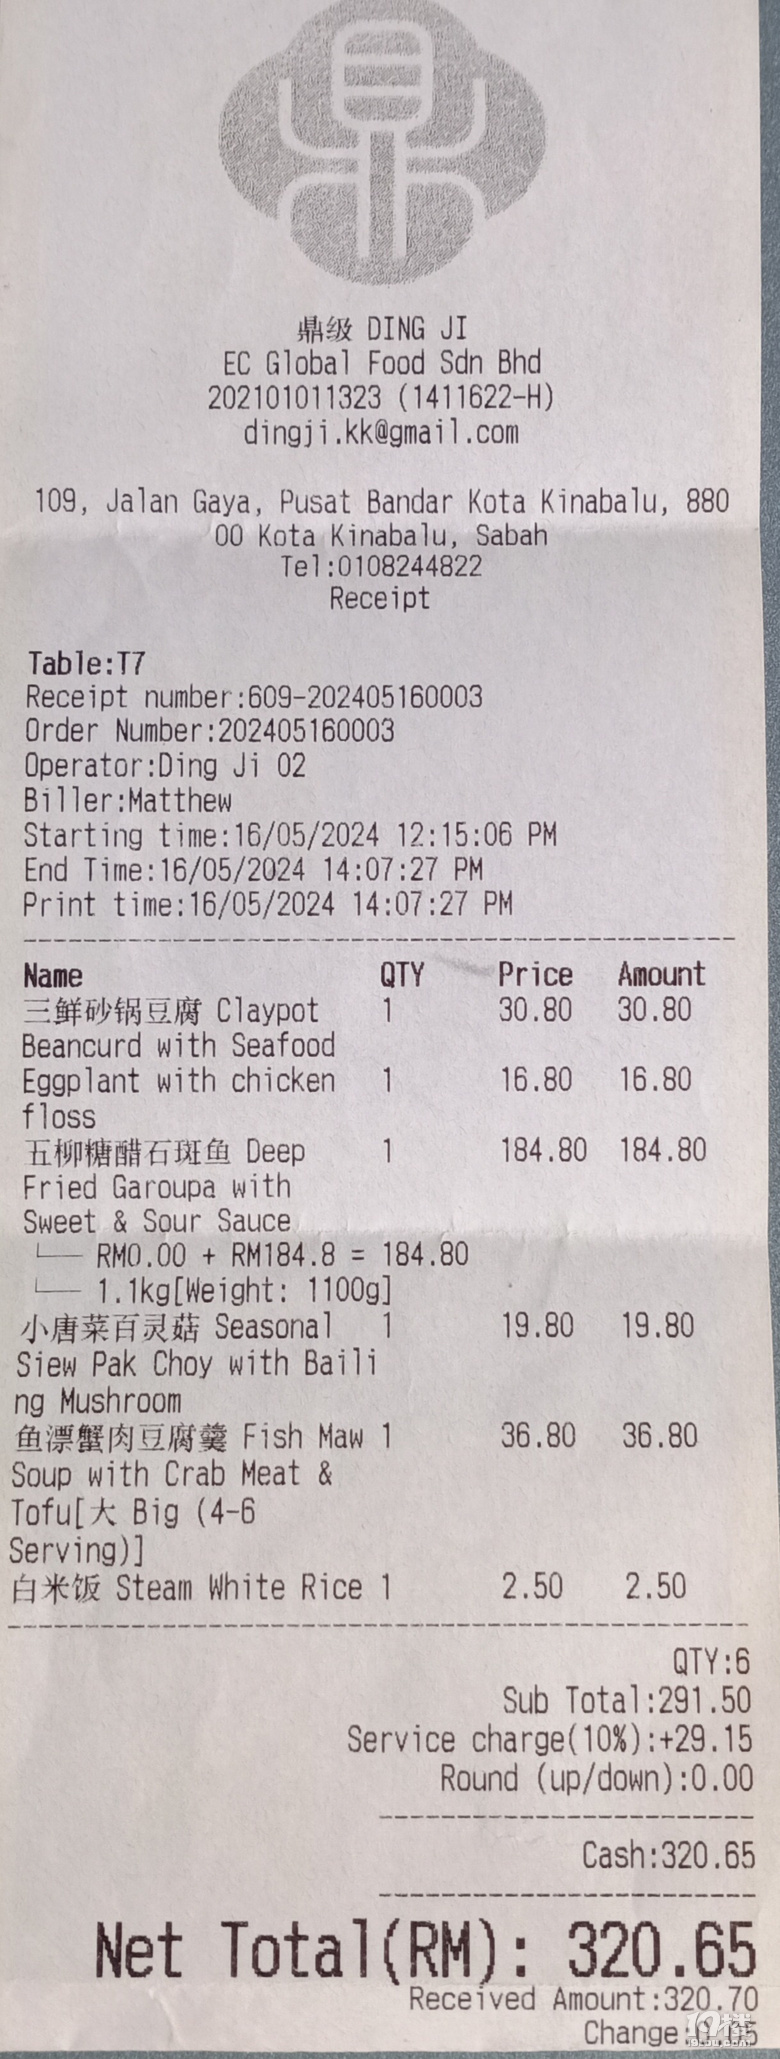 鼎级 DING JI
EC Global Food Sdn Bhd
202101011323 (1411622-H)
dingji.kk@gmail.com
109, Jalan Gaya, Pusat Bandar Kota Kinabalu, 880
00 Kota Kinabalu, Sabah
Tel:0108244822
Receipt
Table:T7
Receipt number:609-202405160003
Order Number:202405160003
Operator:Ding Ji 02
Biller:Matthew
Starting time:16/05/2024 12:15:06 PM
End Time:16/05/2024 14:07:27 PM
Print time:16/05/2024 14:07:27 PM
Name QTY Price Amount
三鲜砂锅豆腐 Claypot 1 30.80 30.80
Beancurd with Seafood
Eggplant with chicken 1 16.80 16.80
floss
五柳糖醋石斑鱼 Deep 1 184.80 184.80
Fried Garoupa with
Sweet & Sour Sauce
RM0.00 + RM184.8 = 184.80
1.1kg[Weight: 1100g]
小唐菜百灵菇 Seasonal 1 19.80 19.80
Siew Pak Choy with Baili
ng Mushroom
鱼漂蟹肉豆腐羹 Fish Maw 1 36.80 36.80
Soup with Crab Meat &
Tofu[大 Big (4-6
Serving)]
白米饭 Steam White Rice 1 2.50 2.50
QTY:6
Sub Total:291.50
Service charge(10%):+29.15
Round (up/down):0.00
Cash:320.65
Net Total(RM): 320.65
Received Amount:320.70
Change:0.05